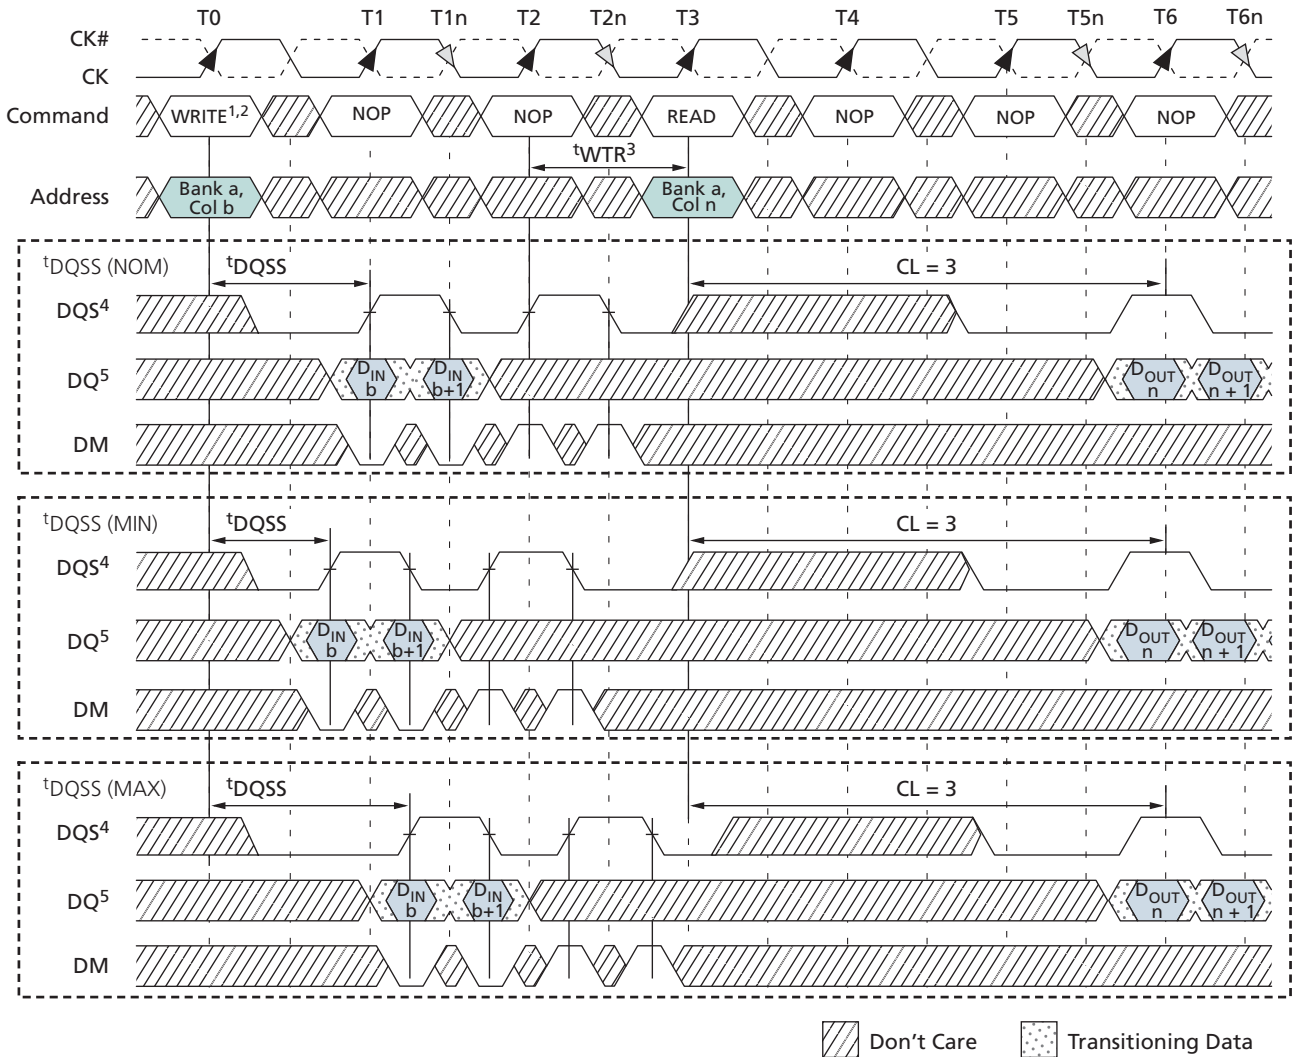 T0 T1 T1n T2 T2n T3 T4 T5 T5n T6 T6n
CK#
CK
Command WRITE1,2 NOP NOP READ NOP NOP NOP
tWTR3
Address Bank a, Col b Bank a, Col n
tDQSS (NOM) tDQSS CL = 3
DQS4
DQ5 DIN b DIN b+1 DOUT n DOUT n + 1
DM
tDQSS (MIN) tDQSS CL = 3
DQS4
DQ5 DIN b DIN b+1 DOUT n DOUT n + 1
DM
tDQSS (MAX) tDQSS CL = 3
DQS4
DQ5 DIN b DIN b+1 DOUT n DOUT n + 1
DM
Don't Care Transitioning Data